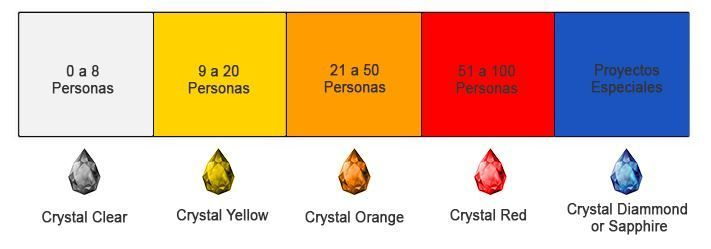 0 a 8
Personas
9 a 20
Personas
21 a 50
Personas
51 a 100
Personas
Proyectos
Especiales
Crystal Clear
Crystal Yellow
Crystal Orange
Crystal Red
Crystal Diammond
or Sapphire